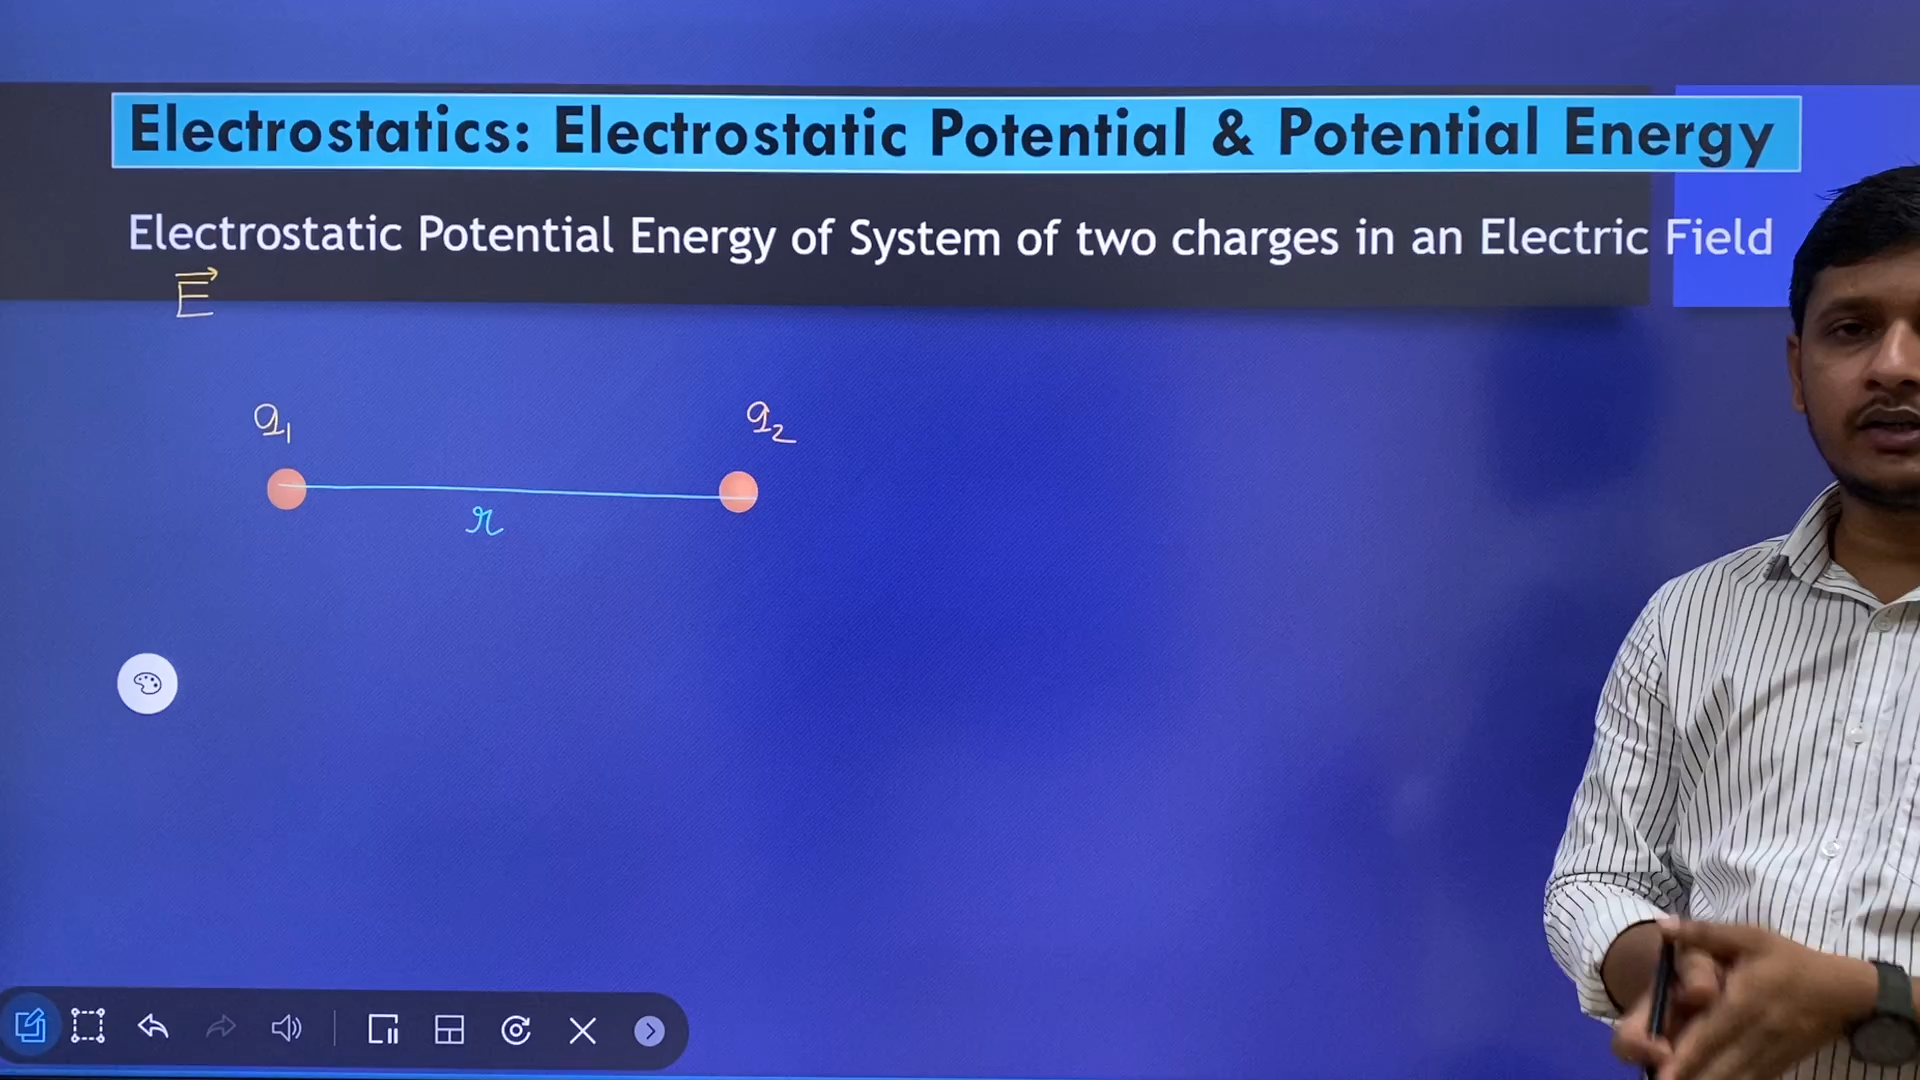 Electrostatics: Electrostatic Potential & Potential Energy
Electrostatic Potential Energy of System of two charges in an Electric Field
E⃗
q₁ q₂
r